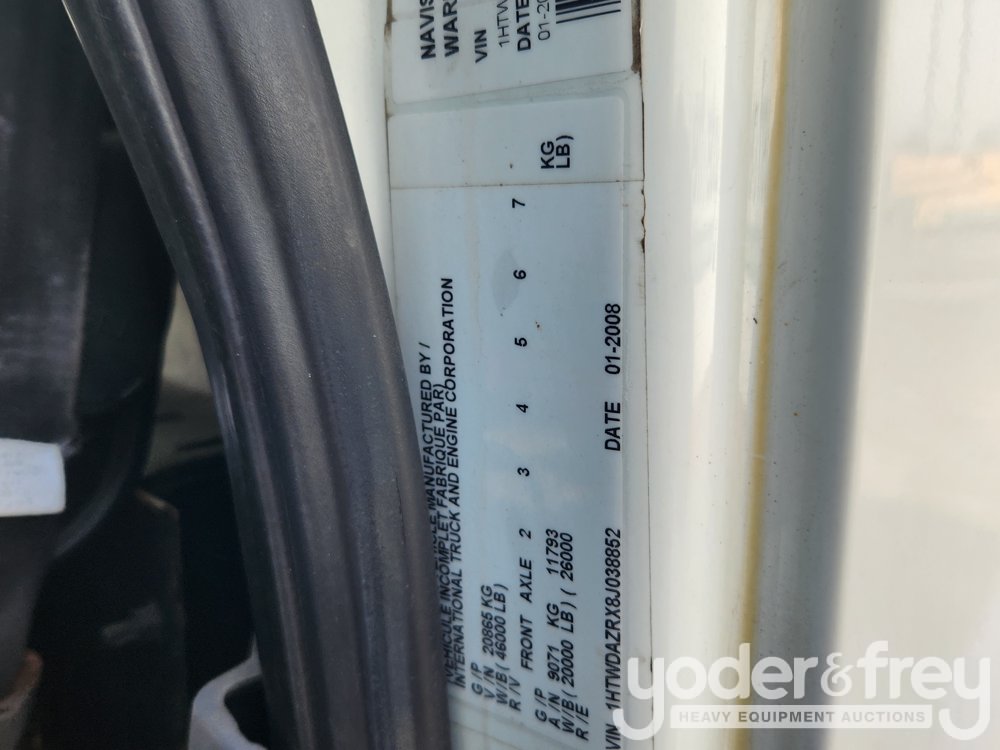 NAVIS
WAR
VIN 1HTW
DATE
01-20
VEHICLE MANUFACTURED BY /
(VEHICULE INCOMPLET FABRIQUE PAR)
INTERNATIONAL TRUCK AND ENGINE CORPORATION
G/P
V/N 20865 KG
W/B ( 46000 LB)
R/V FRONT AXLE 2 3 4 5 6 7
G/P
A/N 9071 KG 11793 KG
W/B( 20000 LB) ( 26000 LB)
R/E
VIN 1HTWDAZRX8J038852 DATE 01-2008
yoder&frey
HEAVY EQUIPMENT AUCTIONS